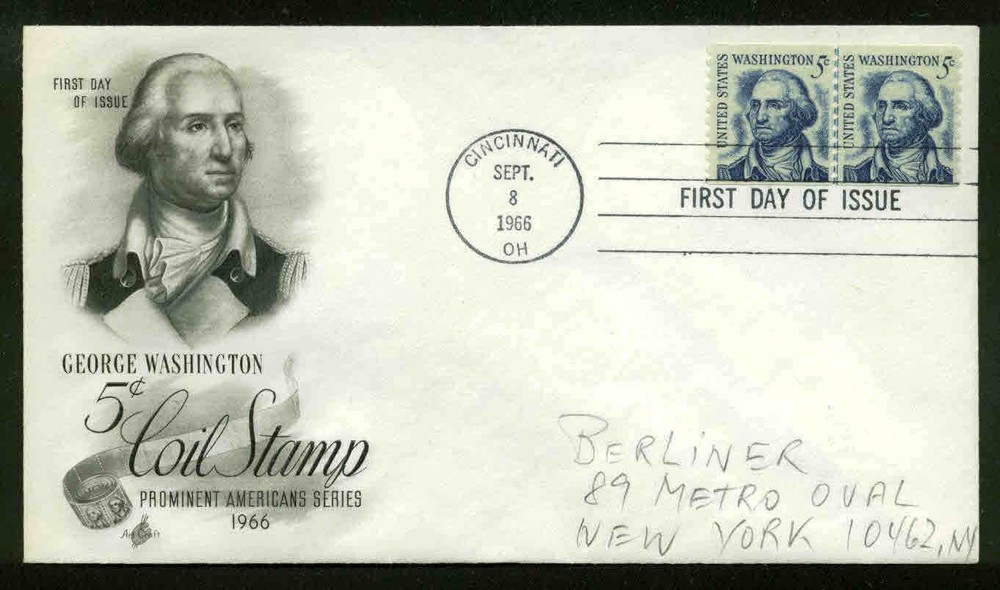 FIRST DAY
OF ISSUE
GEORGE WASHINGTON
5¢
Coil Stamp
PROMINENT AMERICANS SERIES
1966
Art Craft
CINCINNATI
SEPT.
8
1966
OH
UNITED STATES
WASHINGTON 5c
UNITED STATES
WASHINGTON 5c
FIRST DAY OF ISSUE
BERLINER
89 METRO OVAL
NEW YORK 10462, NY